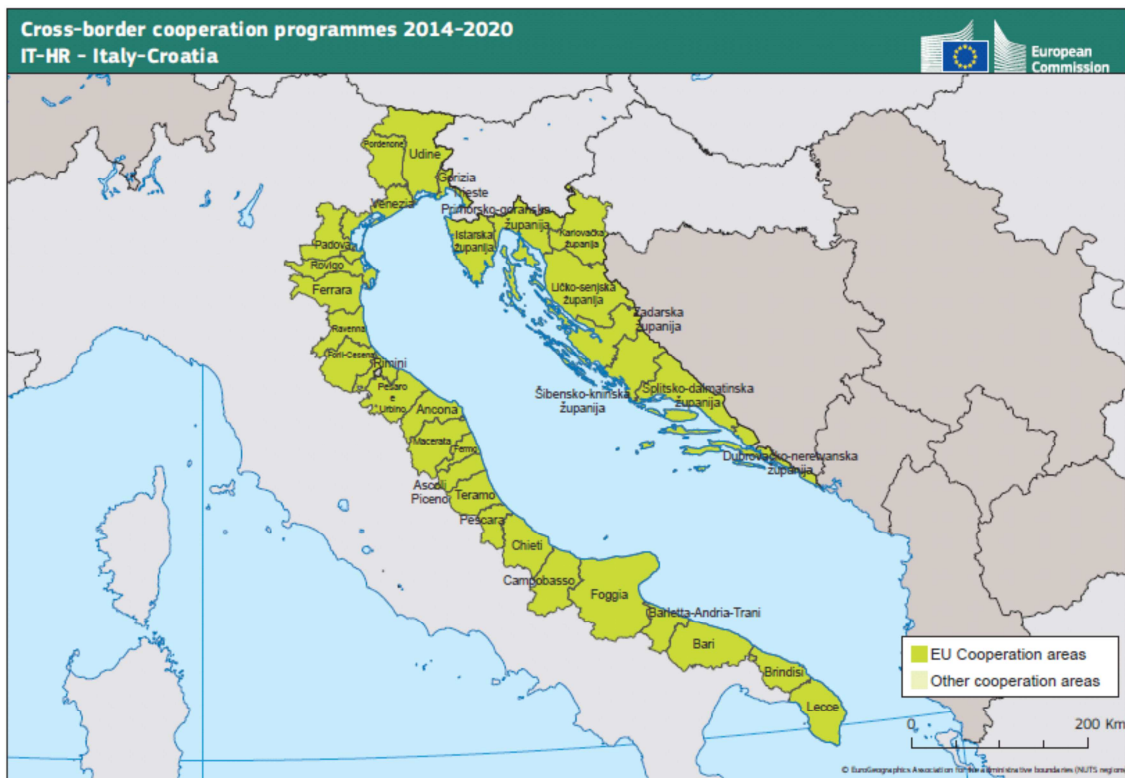 Cross-border cooperation programmes 2014-2020
IT-HR - Italy-Croatia
European
Commission
Pordenone
Udine
Gorizia
Trieste
Venezia
Primorsko-goranska
županija
Istarska
županija
Karlovačka
županija
Padova
Rovigo
Ferrara
Ličko-senjska
županija
Ravenna
Zadarska
županija
Forlì-Cesena
Rimini
Pesaro
e
Urbino
Ancona
Šibensko-kninska
županija
Splitsko-dalmatinska
županija
Macerata
Fermo
Dubrovačko-neretvanska
županija
Ascoli
Piceno
Teramo
Pescara
Chieti
Campobasso
Foggia
Barletta-Andria-Trani
Bari
Brindisi
Lecce
EU Cooperation areas
Other cooperation areas
0 200 Km
© EuroGeographics Association for the administrative boundaries (NUTS regions